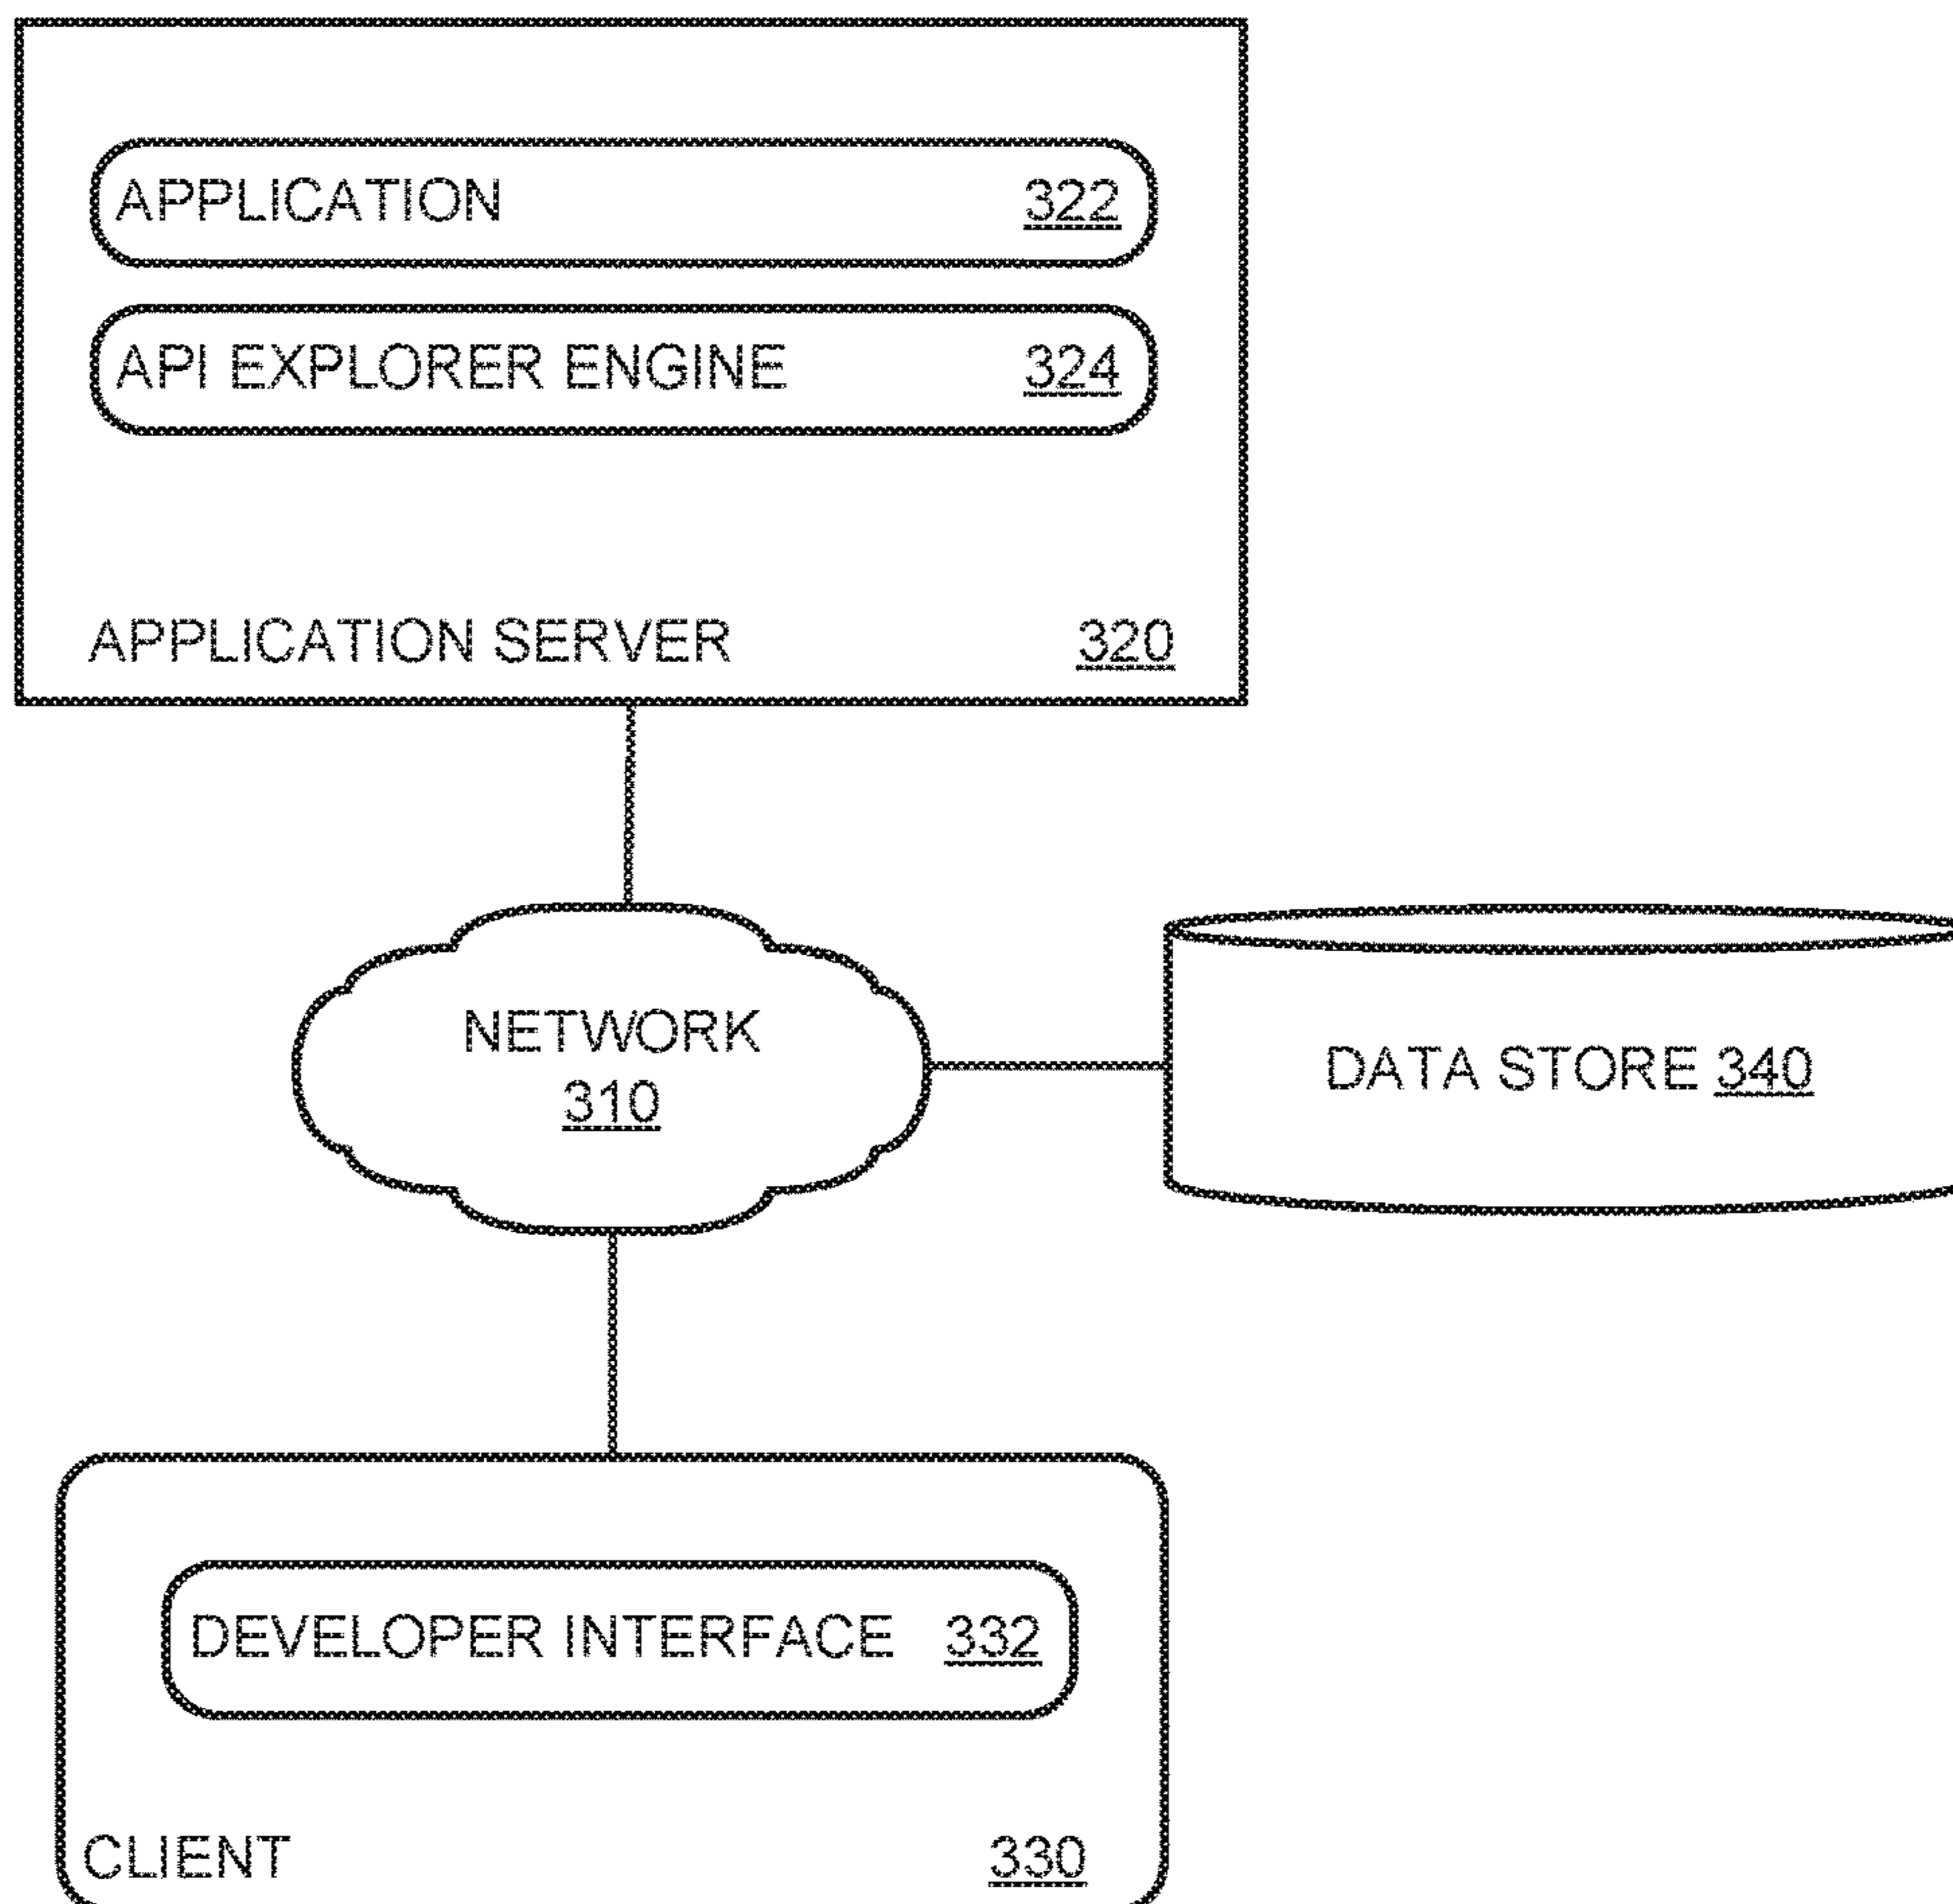 APPLICATION 322
API EXPLORER ENGINE 324
APPLICATION SERVER 320
NETWORK
310
DATA STORE 340
DEVELOPER INTERFACE 332
CLIENT 330